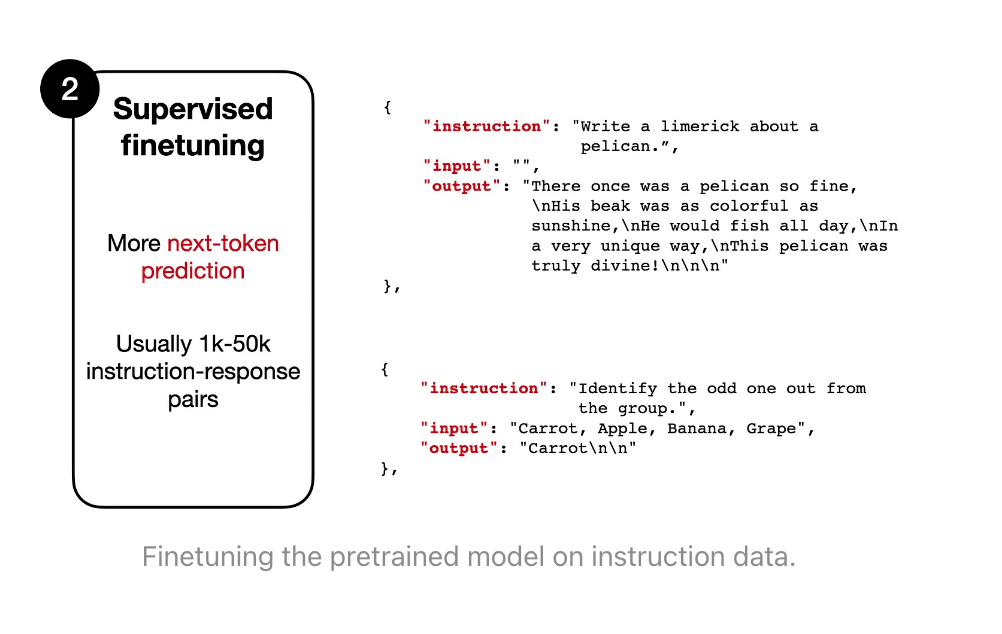 2
Supervised
finetuning
More next-token
prediction
Usually 1k-50k
instruction-response
pairs
{
"instruction": "Write a limerick about a
pelican.”,
"input": "",
"output": "There once was a pelican so fine,
\nHis beak was as colorful as
sunshine,\nHe would fish all day,\nIn
a very unique way,\nThis pelican was
truly divine!\n\n\n"
},
{
"instruction": "Identify the odd one out from
the group.",
"input": "Carrot, Apple, Banana, Grape",
"output": "Carrot\n\n"
},
Finetuning the pretrained model on instruction data.